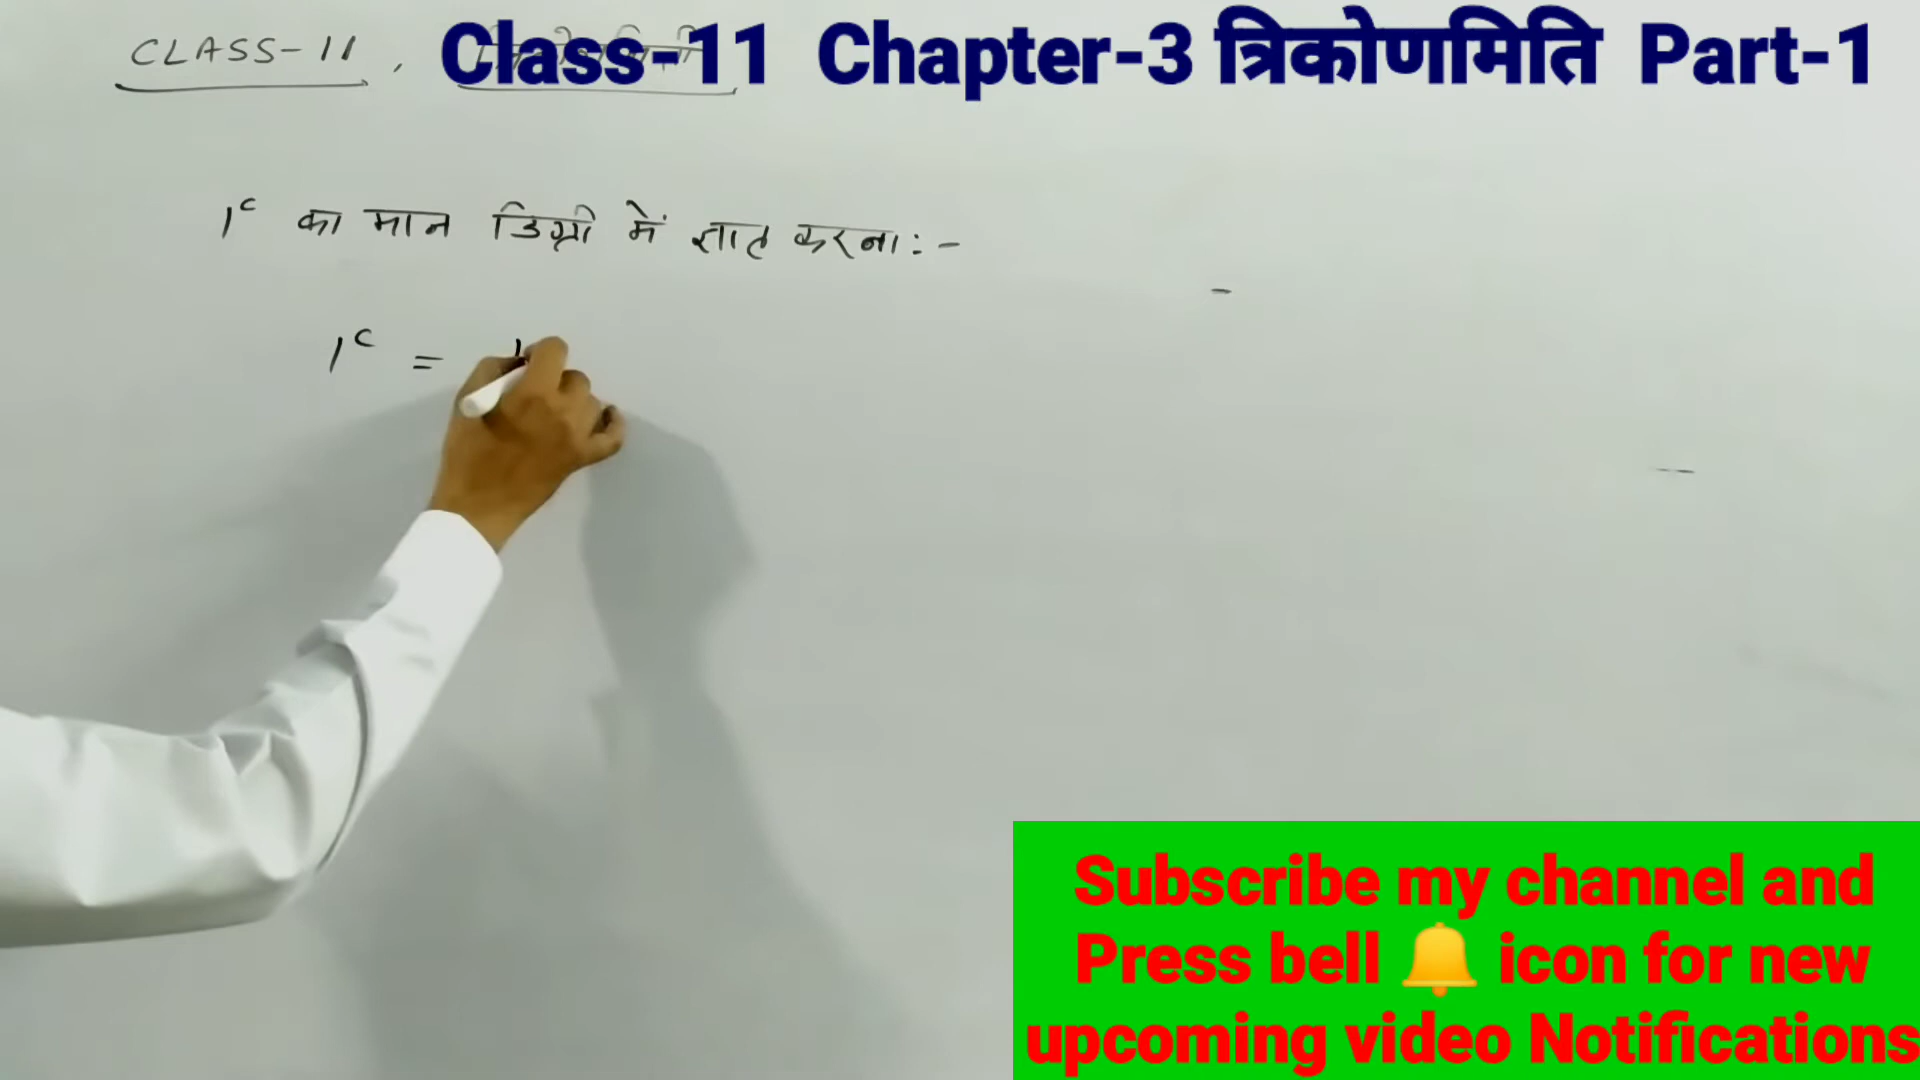 CLASS-11 ,
Class-11 Chapter-3 त्रिकोणमिति Part-1
1ᶜ का मान डिग्री में ज्ञात करना :-
1ᶜ = 1
Subscribe my channel and
Press bell 🔔 icon for new
upcoming video Notifications